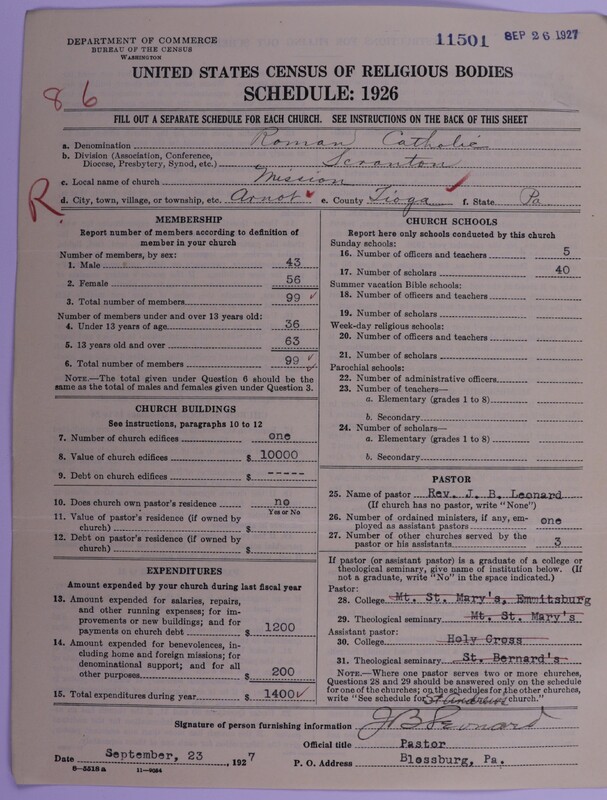 DEPARTMENT OF COMMERCE
BUREAU OF THE CENSUS
WASHINGTON
11501
SEP 26 1927
UNITED STATES CENSUS OF RELIGIOUS BODIES
SCHEDULE: 1926
86
FILL OUT A SEPARATE SCHEDULE FOR EACH CHURCH. SEE INSTRUCTIONS ON THE BACK OF THIS SHEET
a. Denomination Roman Catholic
b. Division (Association, Conference, Diocese, Presbytery, Synod, etc.) Scranton
c. Local name of church Mission
R
d. City, town, village, or township, etc. Arnot e. County Tioga f. State Pa
MEMBERSHIP
Report number of members according to definition of
member in your church
Number of members, by sex:
1. Male 43
2. Female 56
3. Total number of members 99
Number of members under and over 13 years old:
4. Under 13 years of age 36
5. 13 years old and over 63
6. Total number of members 99
NOTE.—The total given under Question 6 should be the
same as the total of males and females given under Question 3.
CHURCH BUILDINGS
See instructions, paragraphs 10 to 12
7. Number of church edifices one
8. Value of church edifices $ 10000
9. Debt on church edifices $ -----
10. Does church own pastor's residence no
Yes or No
11. Value of pastor's residence (if owned by
church) $
12. Debt on pastor's residence (if owned by
church) $
EXPENDITURES
Amount expended by your church during last fiscal year
13. Amount expended for salaries, repairs,
and other running expenses; for im-
provements or new buildings; and for
payments on church debt $ 1200
14. Amount expended for benevolences, in-
cluding home and foreign missions; for
denominational support; and for all
other purposes $ 200
15. Total expenditures during year $ 1400
CHURCH SCHOOLS
Report here only schools conducted by this church
Sunday schools:
16. Number of officers and teachers 5
17. Number of scholars 40
Summer vacation Bible schools:
18. Number of officers and teachers
19. Number of scholars
Week-day religious schools:
20. Number of officers and teachers
21. Number of scholars
Parochial schools:
22. Number of administrative officers
23. Number of teachers—
a. Elementary (grades 1 to 8)
b. Secondary
24. Number of scholars—
a. Elementary (grades 1 to 8)
b. Secondary
PASTOR
25. Name of pastor Rev. J. B. Leonard
(If church has no pastor, write "None")
26. Number of ordained ministers, if any, em-
ployed as assistant pastors one
27. Number of other churches served by the
pastor or his assistants 3
If pastor (or assistant pastor) is a graduate of a college or
theological seminary, give name of institution below. (If
not a graduate, write "No" in the space indicated.)
Pastor:
28. College Mt. St. Mary's, Emmitsburg
29. Theological seminary Mt. St. Mary's
Assistant pastor:
30. College Holy Cross
31. Theological seminary St. Bernard's
NOTE.—Where one pastor serves two or more churches,
Questions 28 and 29 should be answered only on the schedule
for one of the churches; on the schedules for the other churches,
write "See schedule for St Andrews church."
Signature of person furnishing information J B Leonard
Official title Pastor
Date September, 23, 1927 P. O. Address Blossburg, Pa.
6—5518 a 11—9064